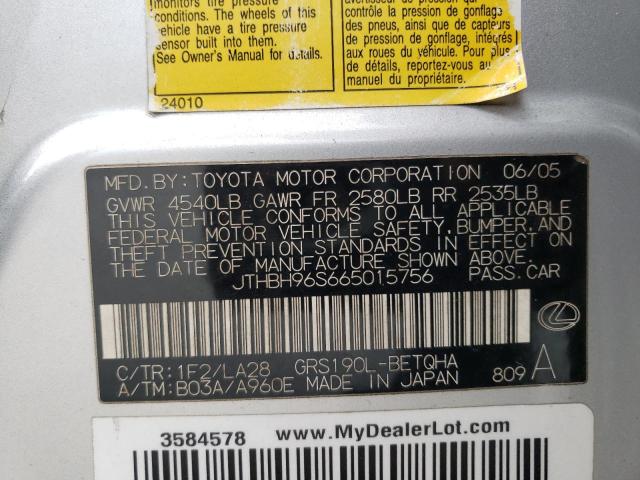 monitors tire pressure
conditions. The wheels of this
vehicle have a tire pressure
sensor built into them.
See Owner's Manual for details.
24010
avertisseur de pression qui
contrôle la pression de gonflage
des pneus, ainsi que de capteurs
de pression de gonflage, intégrés
aux roues du véhicule. Pour plus
de détails, reportez-vous au
manuel du propriétaire.
MFD.BY:TOYOTA MOTOR CORPORATION 06/05
GVWR 4540LB GAWR FR 2580LB RR 2535LB
THIS VEHICLE CONFORMS TO ALL APPLICABLE
FEDERAL MOTOR VEHICLE SAFETY,BUMPER,AND
THEFT PREVENTION STANDARDS IN EFFECT ON
THE DATE OF MANUFACTURE SHOWN ABOVE.
JTHBH96S665015756 PASS.CAR
C/TR:1F2/LA28 GRS190L-BETQHA
A/TM:B03A/A960E MADE IN JAPAN 809 A
3584578 www.MyDealerLot.com